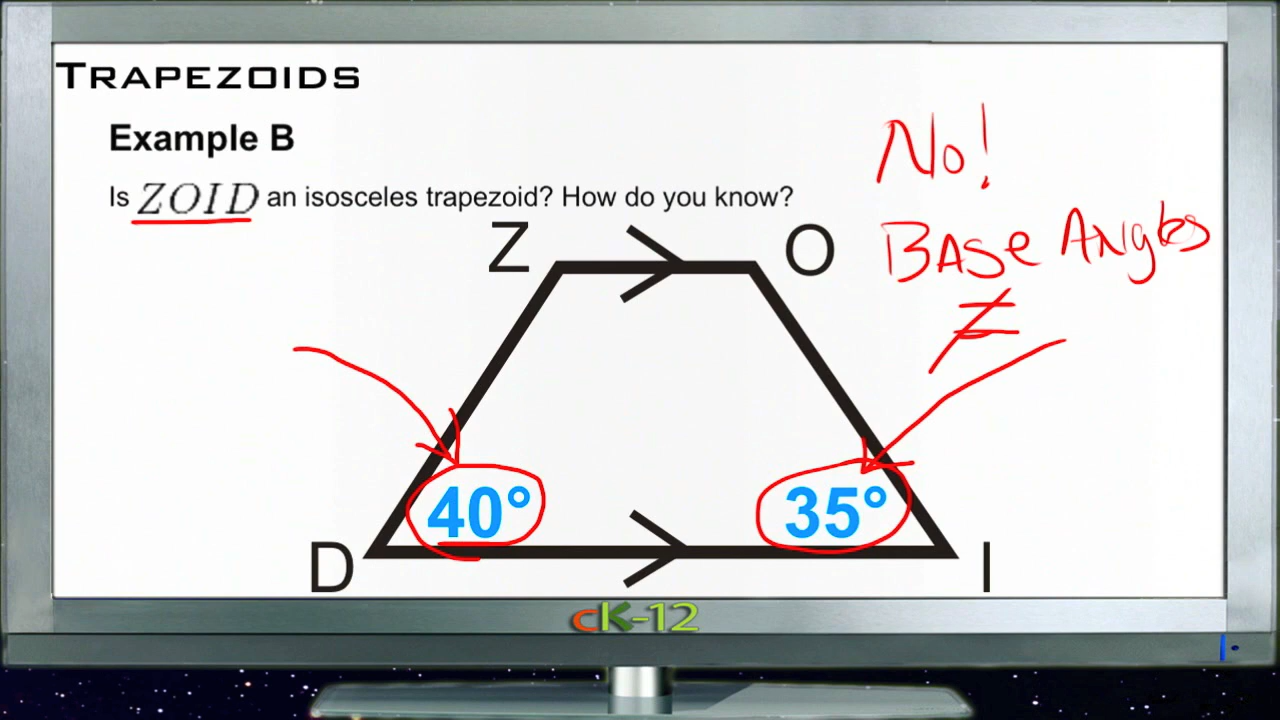 TRAPEZOIDS
Example B
Is ZOID an isosceles trapezoid? How do you know?
No!
Base Angles
≠
Z
O
40°
35°
D
I
cK-12